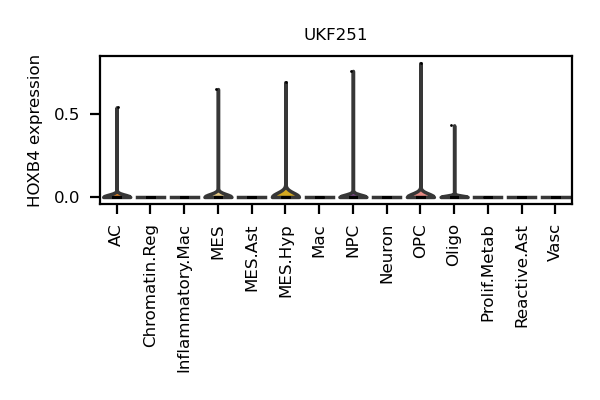 UKF251
HOXB4 expression
0.5
0.0
AC
Chromatin.Reg
Inflammatory.Mac
MES
MES.Ast
MES.Hyp
Mac
NPC
Neuron
OPC
Oligo
Prolif.Metab
Reactive.Ast
Vasc